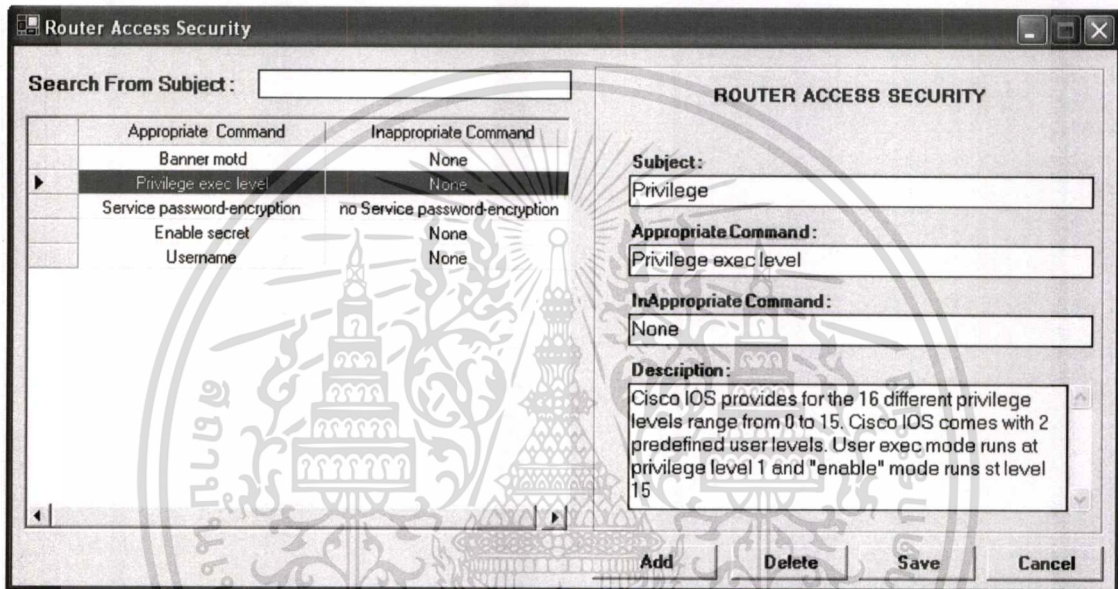 Router Access Security
Search From Subject :
Appropriate Command Inappropriate Command
Banner motd None
Privilege exec level None
Service password-encryption no Service password-encryption
Enable secret None
Username None
ROUTER ACCESS SECURITY
Subject :
Privilege
Appropriate Command :
Privilege exec level
InAppropriate Command :
None
Description :
Cisco IOS provides for the 16 different privilege
levels range from 0 to 15. Cisco IOS comes with 2
predefined user levels. User exec mode runs at
privilege level 1 and "enable" mode runs st level
15
Add Delete Save Cancel